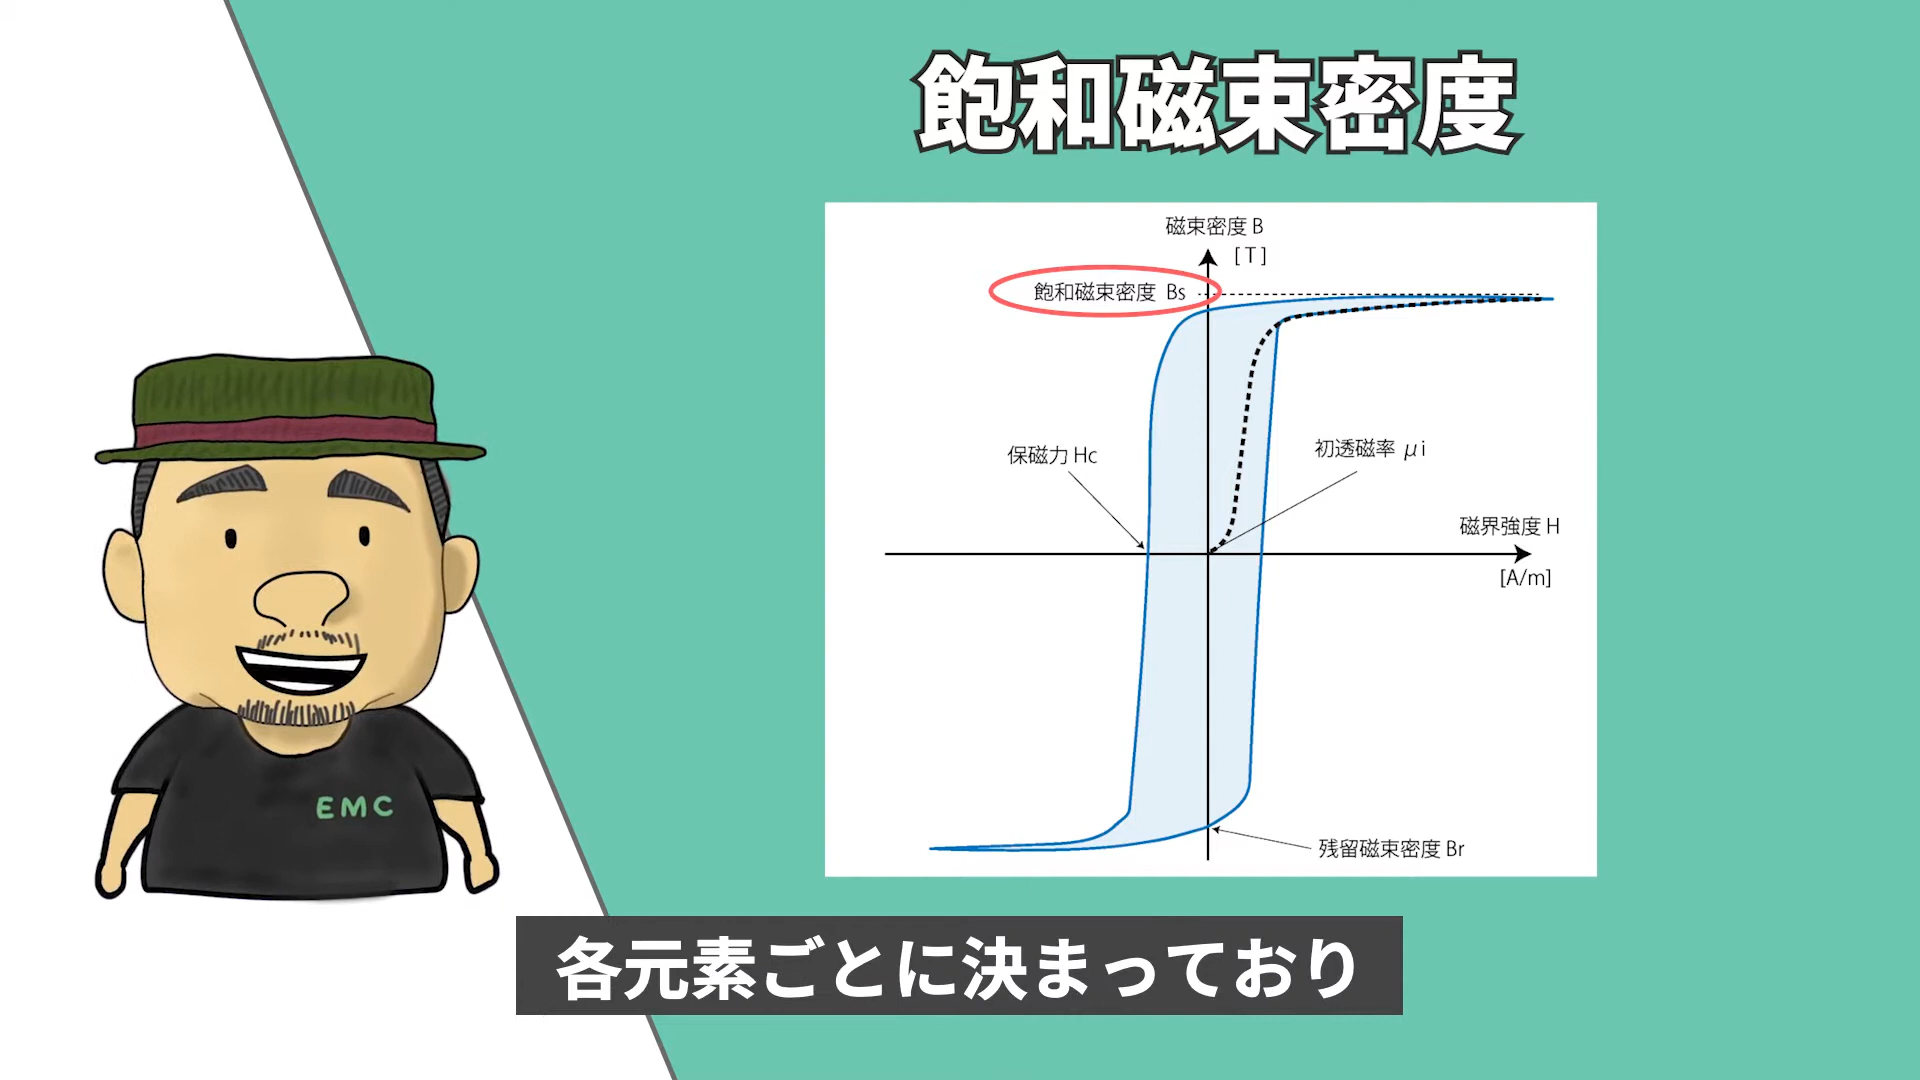 飽和磁束密度
磁束密度 B
[T]
飽和磁束密度 Bs
保磁力 Hc
初透磁率 μi
磁界強度 H
[A/m]
残留磁束密度 Br
EMC
各元素ごとに決まっており